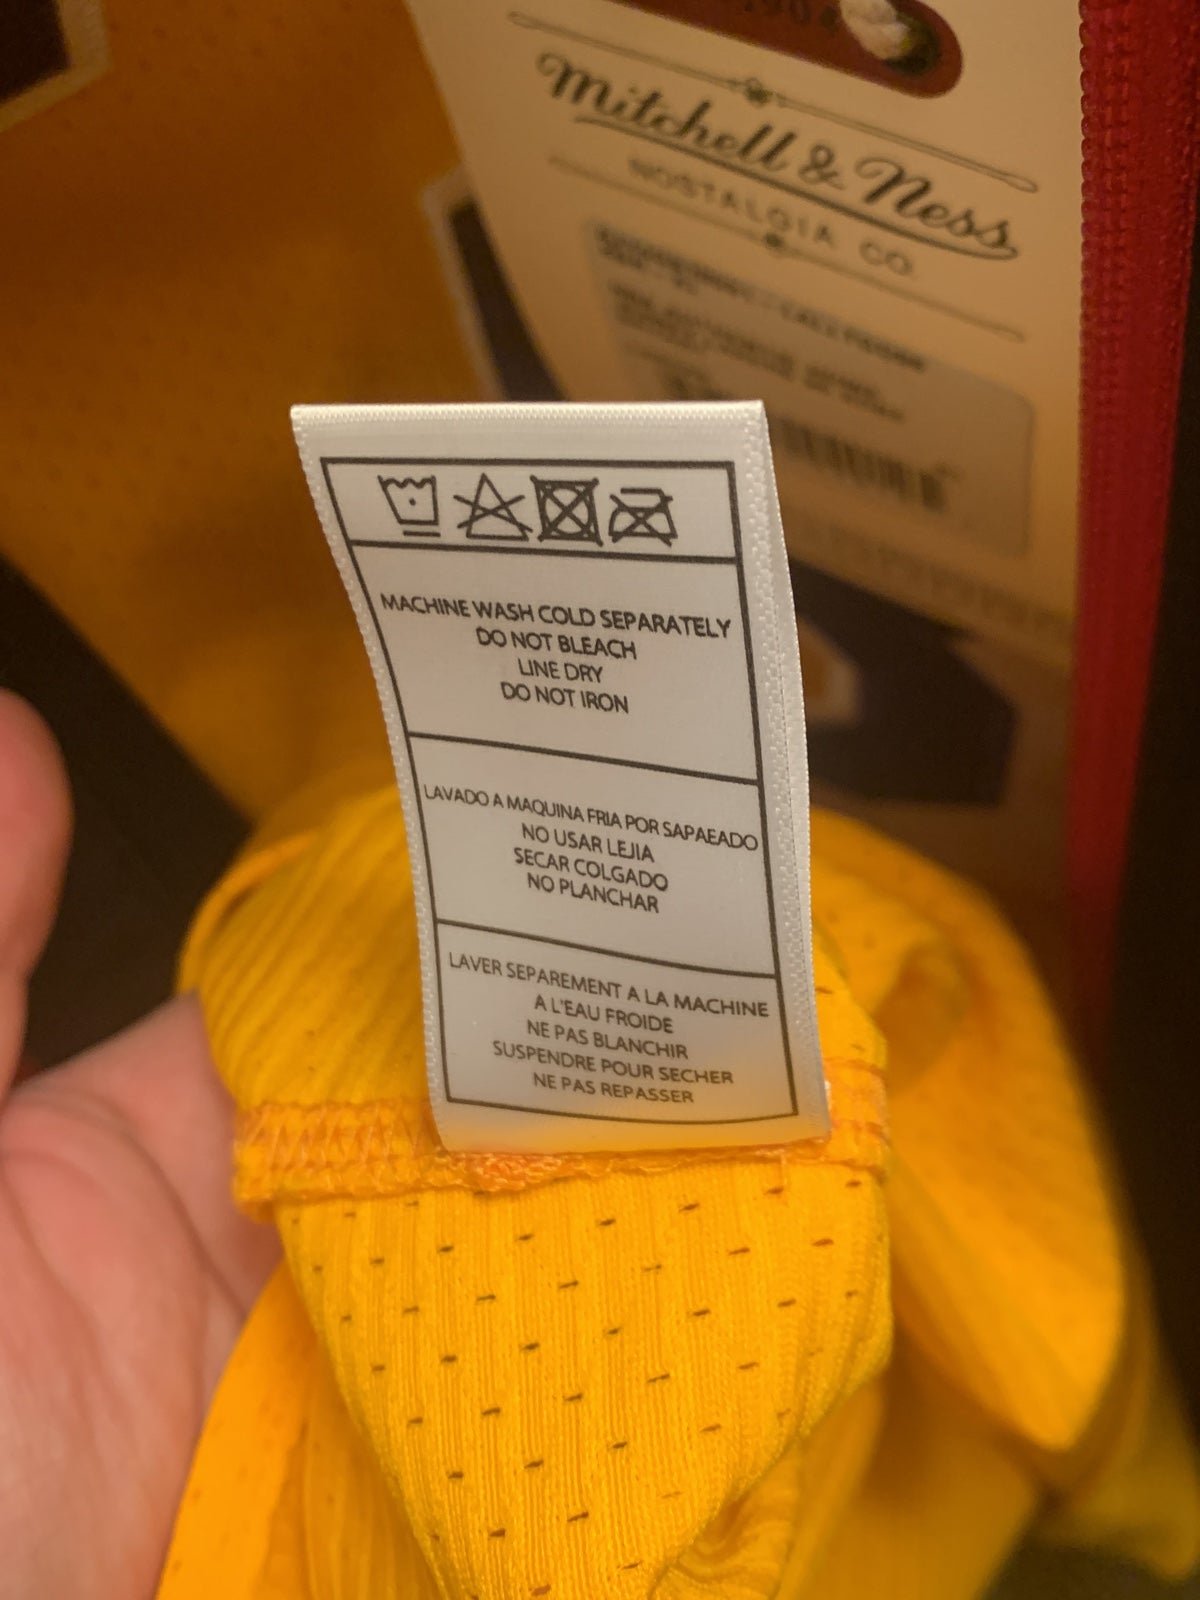 Mitchell & Ness
NOSTALGIA CO.
MACHINE WASH COLD SEPARATELY
DO NOT BLEACH
LINE DRY
DO NOT IRON
LAVADO A MAQUINA FRIA POR SAPAEADO
NO USAR LEJIA
SECAR COLGADO
NO PLANCHAR
LAVER SEPAREMENT A LA MACHINE
A L'EAU FROIDE
NE PAS BLANCHIR
SUSPENDRE POUR SECHER
NE PAS REPASSER